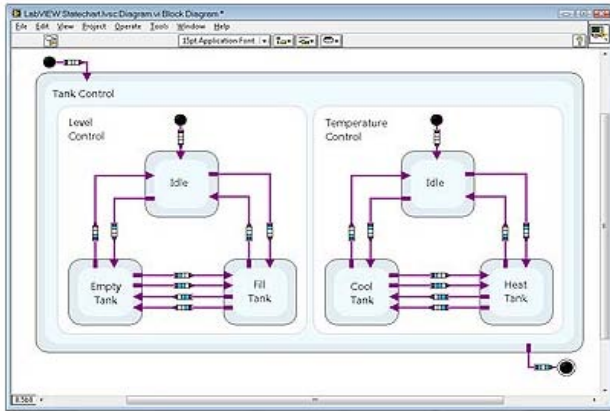 LabVIEW Statechart.lvsc:Diagram.vi Block Diagram *
File Edit View Project Operate Tools Window Help
15pt Application Font
Tank Control
Level
Control
Idle
Empty
Tank
Fill
Tank
Temperature
Control
Idle
Cool
Tank
Heat
Tank